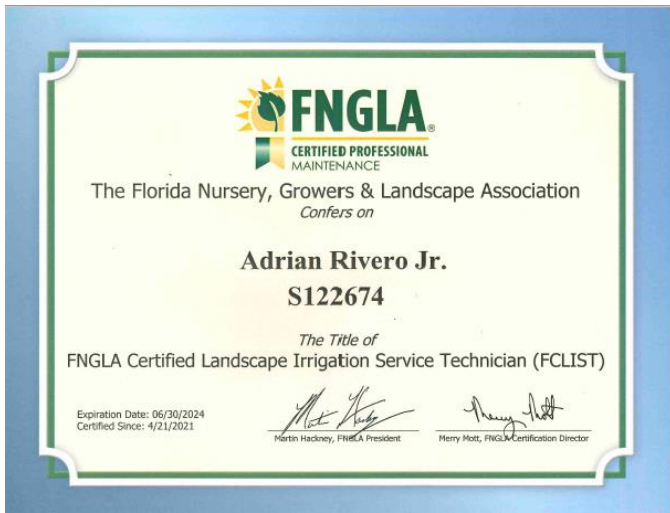 FNGLA®
CERTIFIED PROFESSIONAL
MAINTENANCE
The Florida Nursery, Growers & Landscape Association
Confers on
Adrian Rivero Jr.
S122674
The Title of
FNGLA Certified Landscape Irrigation Service Technician (FCLIST)
Expiration Date: 06/30/2024
Certified Since: 4/21/2021
Martin Hackney, FNGLA President
Merry Mott, FNGLA Certification Director